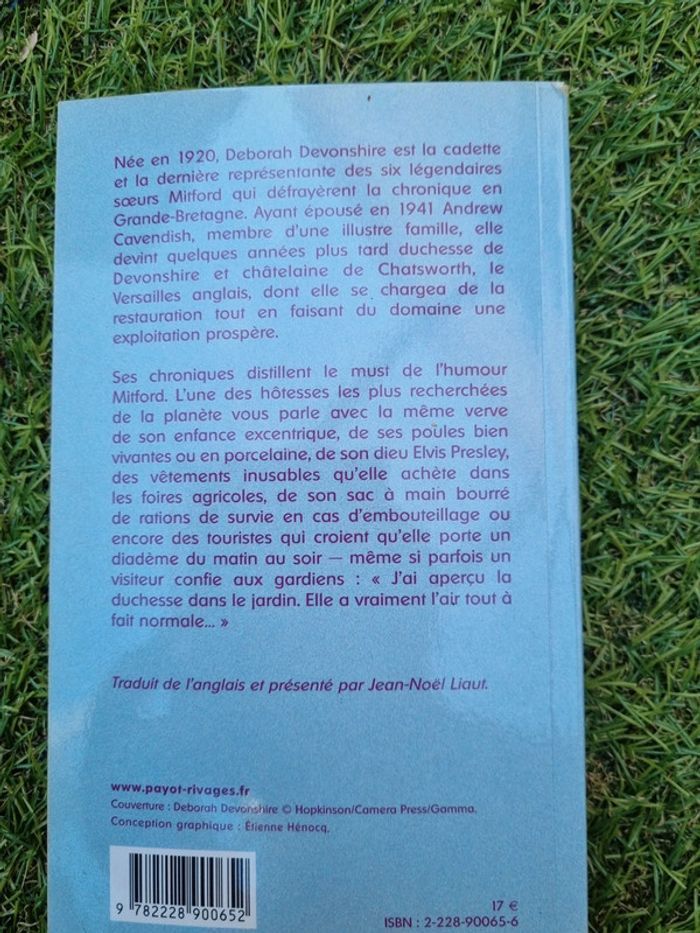 Née en 1920, Deborah Devonshire est la cadette
et la dernière représentante des six légendaires
sœurs Mitford qui défrayèrent la chronique en
Grande-Bretagne. Ayant épousé en 1941 Andrew
Cavendish, membre d'une illustre famille, elle
devint quelques années plus tard duchesse de
Devonshire et châtelaine de Chatsworth, le
Versailles anglais, dont elle se chargea de la
restauration tout en faisant du domaine une
exploitation prospère.
Ses chroniques distillent le must de l'humour
Mitford. L'une des hôtesses les plus recherchées
de la planète vous parle avec la même verve
de son enfance excentrique, de ses poules bien
vivantes ou en porcelaine, de son dieu Elvis Presley,
des vêtements inusables qu'elle achète dans
les foires agricoles, de son sac à main bourré
de rations de survie en cas d'embouteillage ou
encore des touristes qui croient qu'elle porte un
diadème du matin au soir — même si parfois un
visiteur confie aux gardiens : « J'ai aperçu la
duchesse dans le jardin. Elle a vraiment l'air tout à
fait normale... »
Traduit de l'anglais et présenté par Jean-Noël Liaut.
www.payot-rivages.fr
Couverture : Deborah Devonshire © Hopkinson/Camera Press/Gamma.
Conception graphique : Étienne Hénocq.
9 782228 900652
17 €
ISBN : 2-228-90065-6